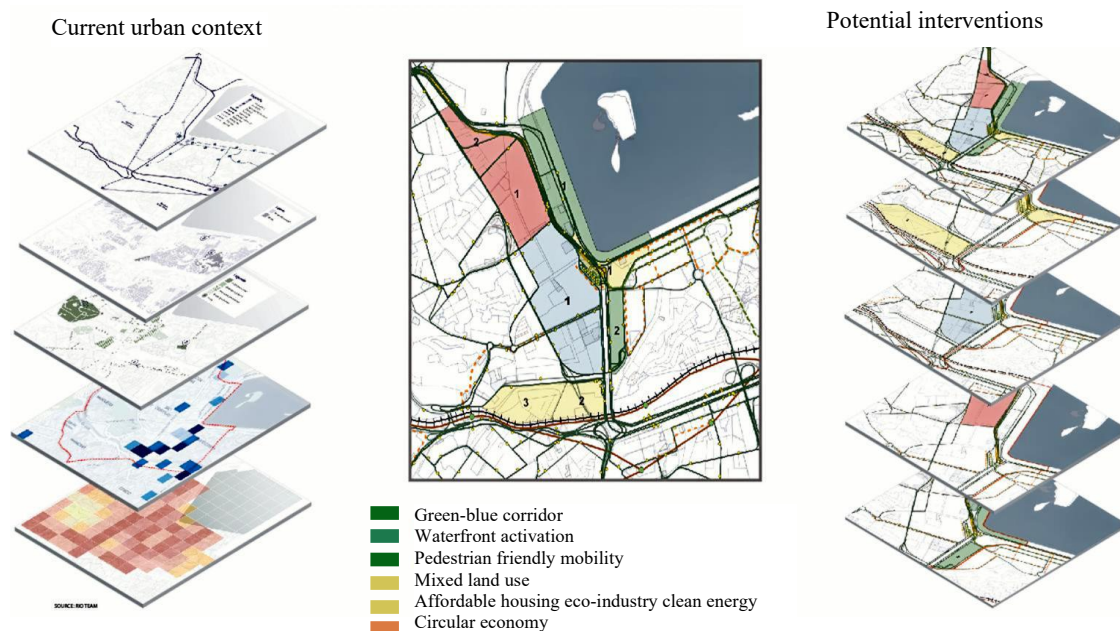 Current urban context
Potential interventions
2
1
1
1
1
2
3
2
Green-blue corridor
Waterfront activation
Pedestrian friendly mobility
Mixed land use
Affordable housing eco-industry clean energy
Circular economy
SOURCE: RIO TEAM